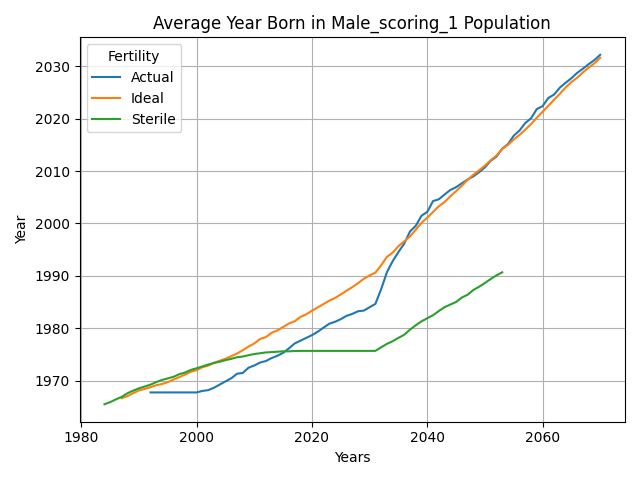 Average Year Born in Male_scoring_1 Population
Fertility
Actual
Ideal
Sterile
2030
2020
2010
2000
1990
1980
1970
Year
1980
2000
2020
2040
2060
Years